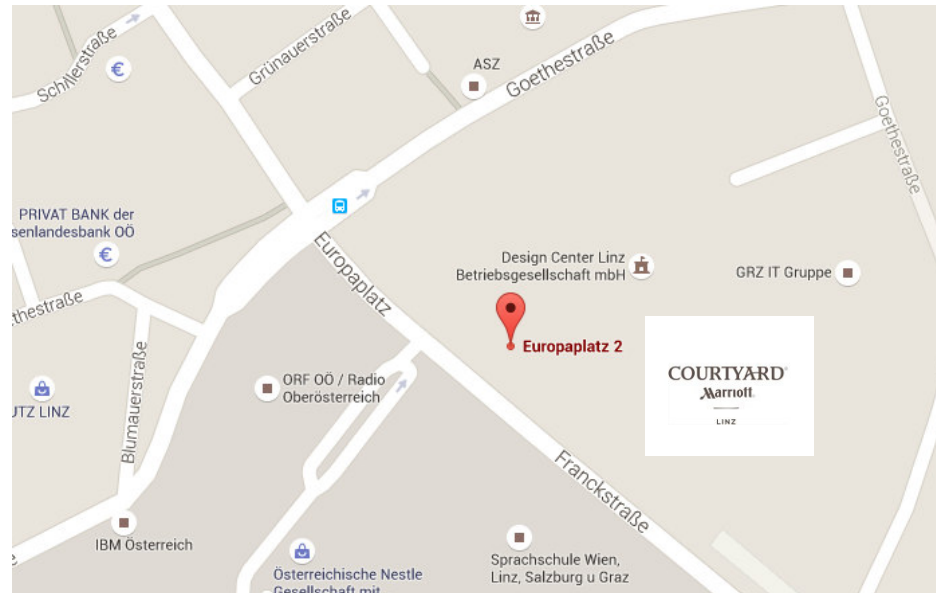 Schillerstraße
Grünauerstraße
ASZ
Goethestraße
Goethestraße
PRIVAT BANK der
senlandesbank OÖ
Europaplatz
Design Center Linz
Betriebsgesellschaft mbH
GRZ IT Gruppe
ethestraße
Europaplatz 2
COURTYARD®
Marriott.
LINZ
Blumauerstraße
ORF OÖ / Radio
Oberösterreich
UTZ LINZ
Franckstraße
IBM Österreich
Sprachschule Wien,
Linz, Salzburg u Graz
Österreichische Nestle
Gesellschaft mit